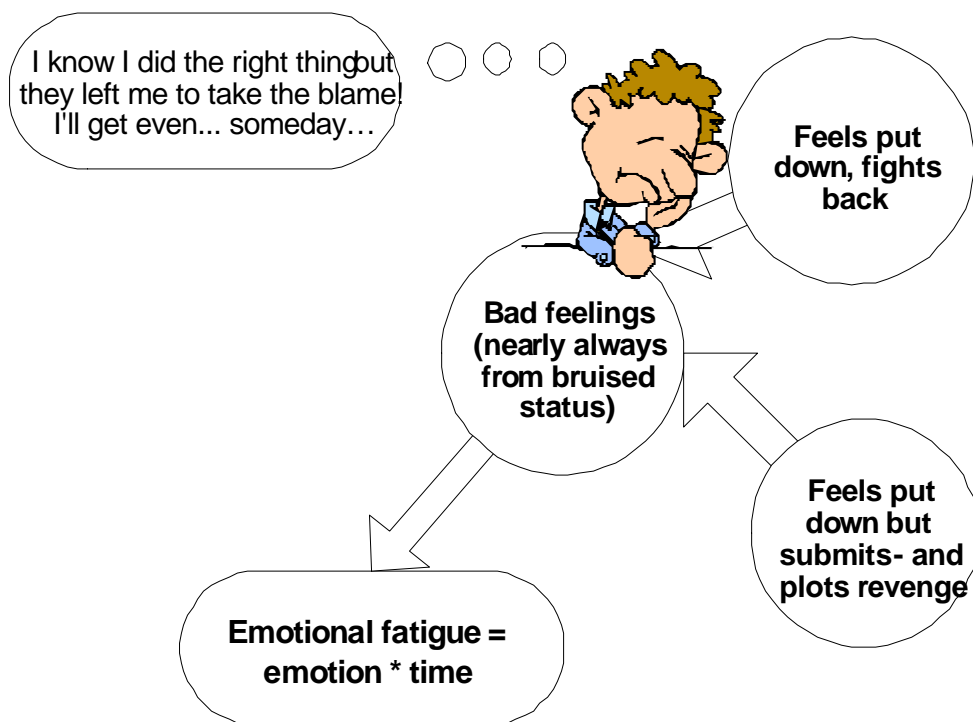 I know I did the right thing but
they left me to take the blame!
I'll get even... someday…
Feels put
down, fights
back
Bad feelings
(nearly always
from bruised
status)
Feels put
down but
submits- and
plots revenge
Emotional fatigue =
emotion * time